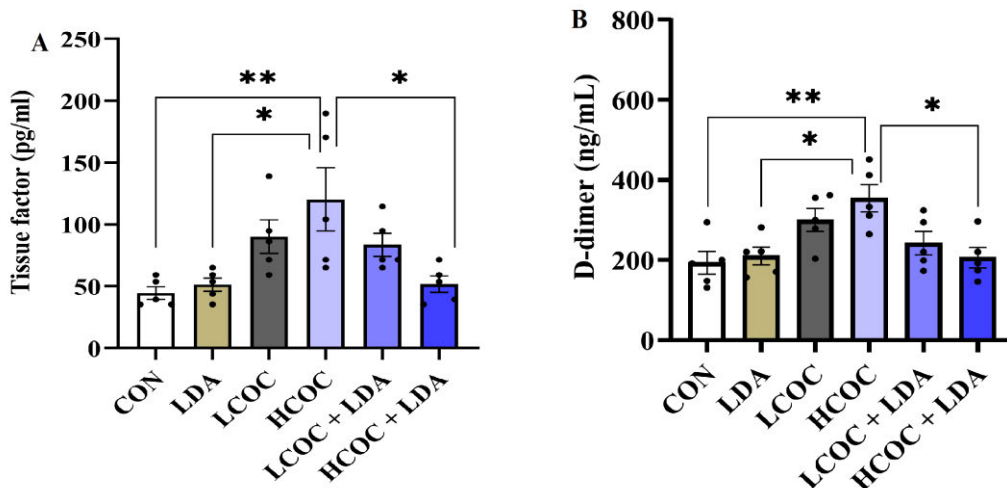 A
Tissue factor (pg/ml)
250
200
150
100
50
0
**
*
*
CON
LDA
LCOC
HCOC
LCOC + LDA
HCOC + LDA
B
D-dimer (ng/mL)
800
600
400
200
0
**
*
*
CON
LDA
LCOC
HCOC
LCOC + LDA
HCOC + LDA